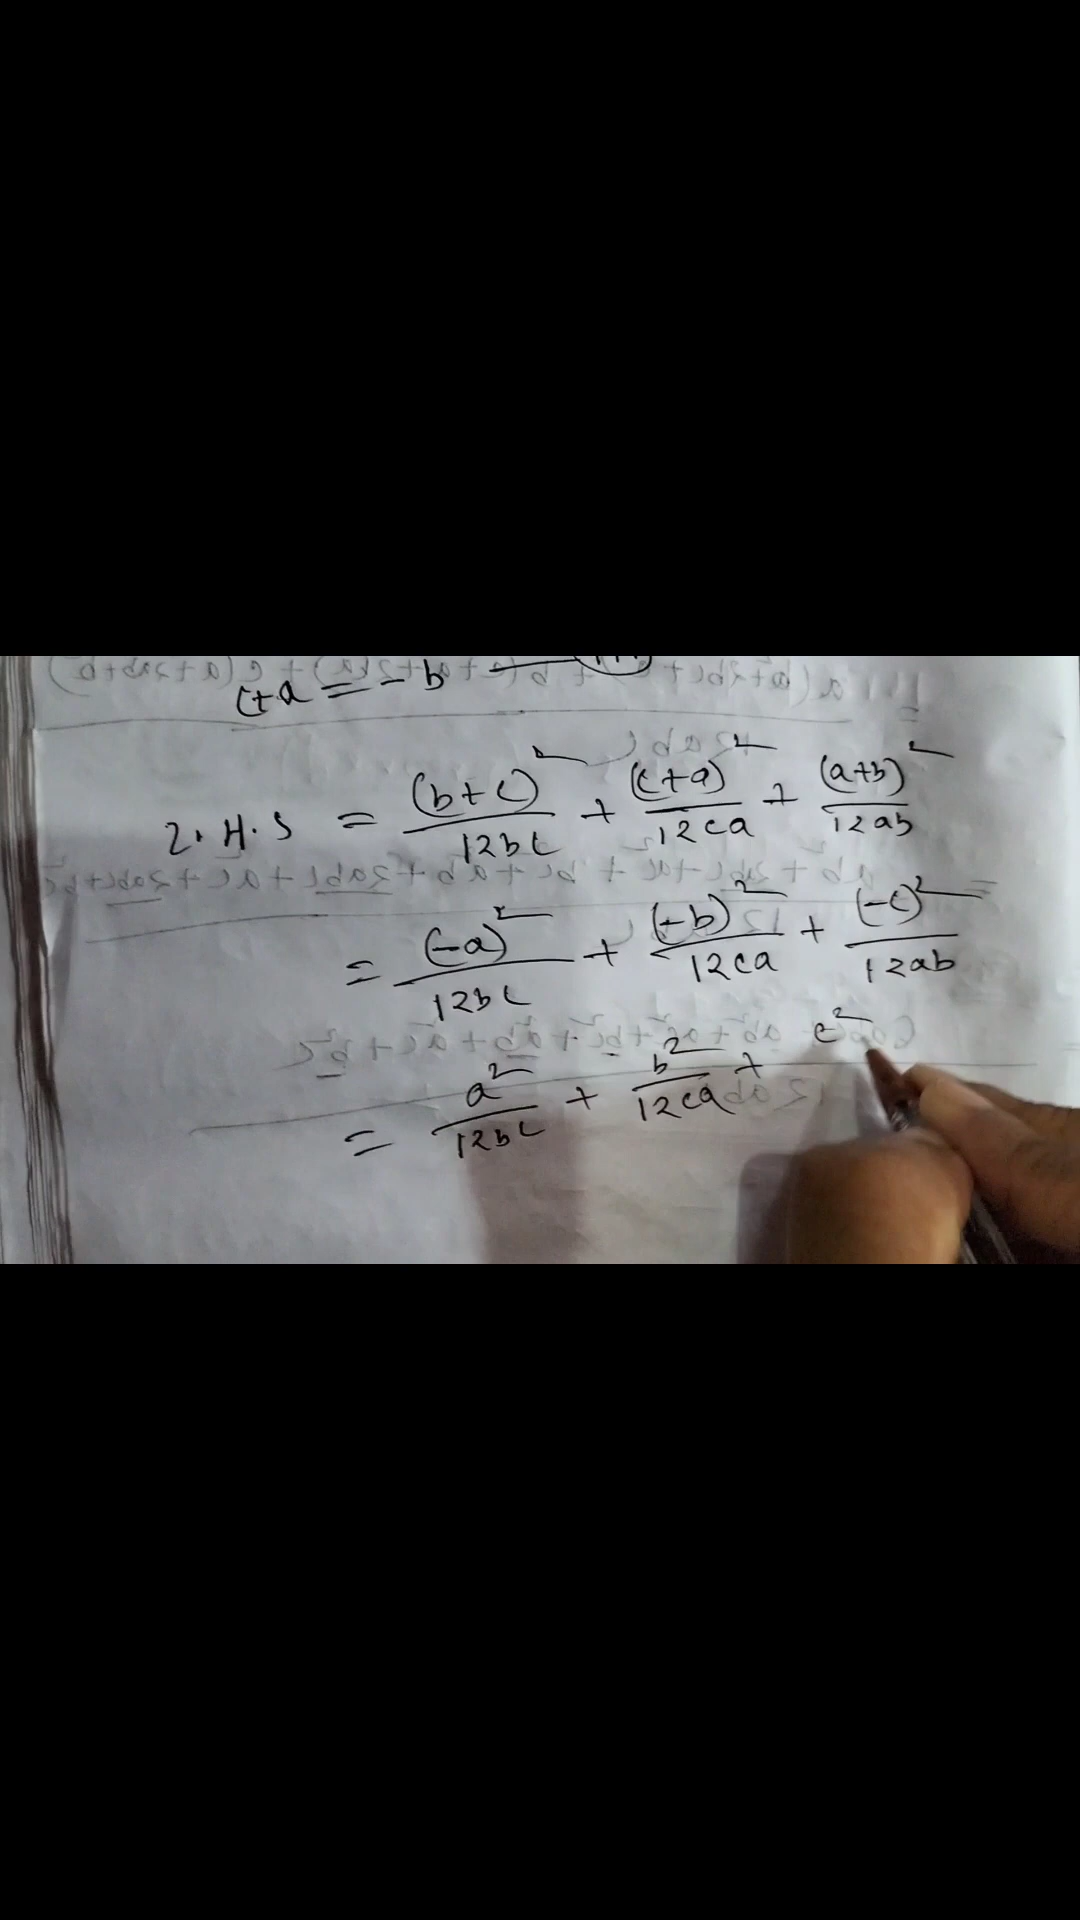 c+a = -b
L.H.S = (b+c)²/12bc + (c+a)²/12ca + (a+b)²/12ab
= (-a)²/12bc + (-b)²/12ca + (-c)²/12ab
= a²/12bc + b²/12ca + c²